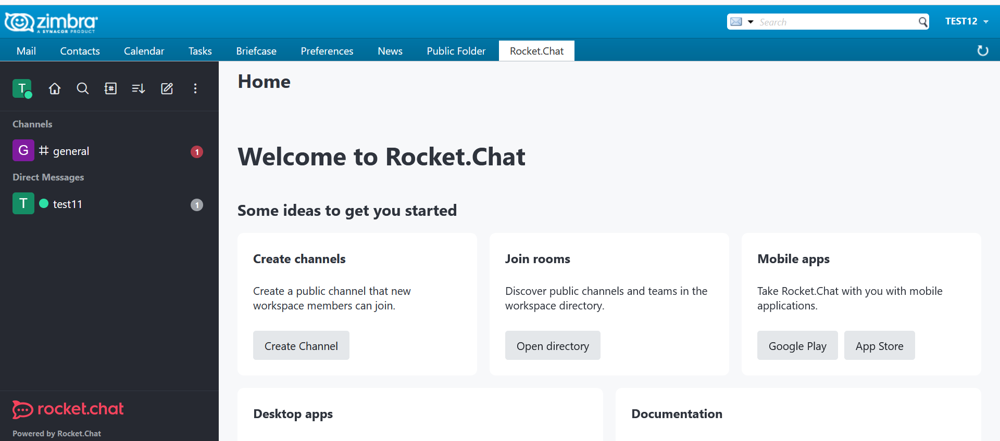 zimbra
A SYNACOR PRODUCT
Search
TEST12
Mail Contacts Calendar Tasks Briefcase Preferences News Public Folder Rocket.Chat
T
Home
Channels
G # general 1
Direct Messages
T test11 1
Welcome to Rocket.Chat
Some ideas to get you started
Create channels
Create a public channel that new
workspace members can join.
Create Channel
Join rooms
Discover public channels and teams in the
workspace directory.
Open directory
Mobile apps
Take Rocket.Chat with you with mobile
applications.
Google Play App Store
Desktop apps
Documentation
rocket.chat
Powered by Rocket.Chat